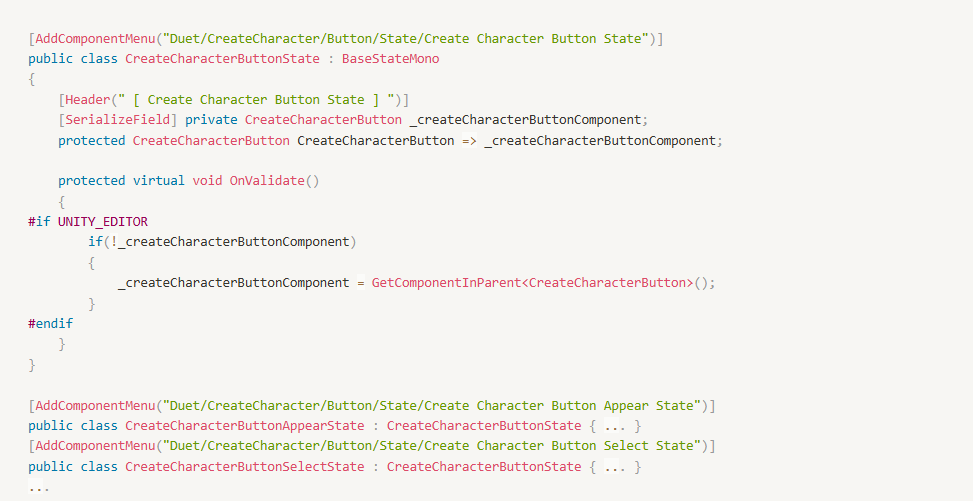 [AddComponentMenu("Duet/CreateCharacter/Button/State/Create Character Button State")]
public class CreateCharacterButtonState : BaseStateMono
{
    [Header(" [ Create Character Button State ] ")]
    [SerializeField] private CreateCharacterButton _createCharacterButtonComponent;
    protected CreateCharacterButton CreateCharacterButton => _createCharacterButtonComponent;

    protected virtual void OnValidate()
    {
#if UNITY_EDITOR
        if(!_createCharacterButtonComponent)
        {
            _createCharacterButtonComponent = GetComponentInParent<CreateCharacterButton>();
        }
#endif
    }
}

[AddComponentMenu("Duet/CreateCharacter/Button/State/Create Character Button Appear State")]
public class CreateCharacterButtonAppearState : CreateCharacterButtonState { ... }
[AddComponentMenu("Duet/CreateCharacter/Button/State/Create Character Button Select State")]
public class CreateCharacterButtonSelectState : CreateCharacterButtonState { ... }
...